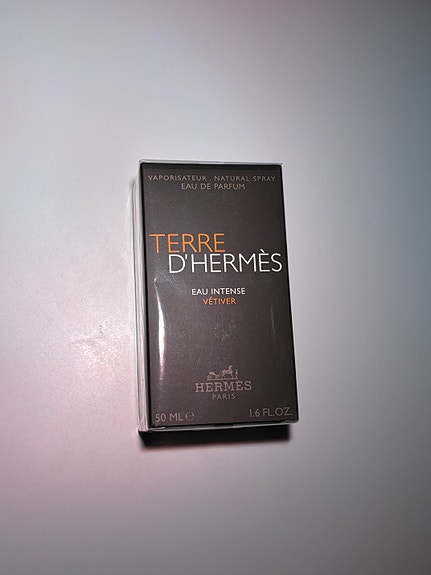 VAPORISATEUR . NATURAL SPRAY
EAU DE PARFUM
TERRE
D'HERMÈS
EAU INTENSE
VÉTIVER
HERMÈS
PARIS
50 ML ℮ 1.6 FL.OZ.